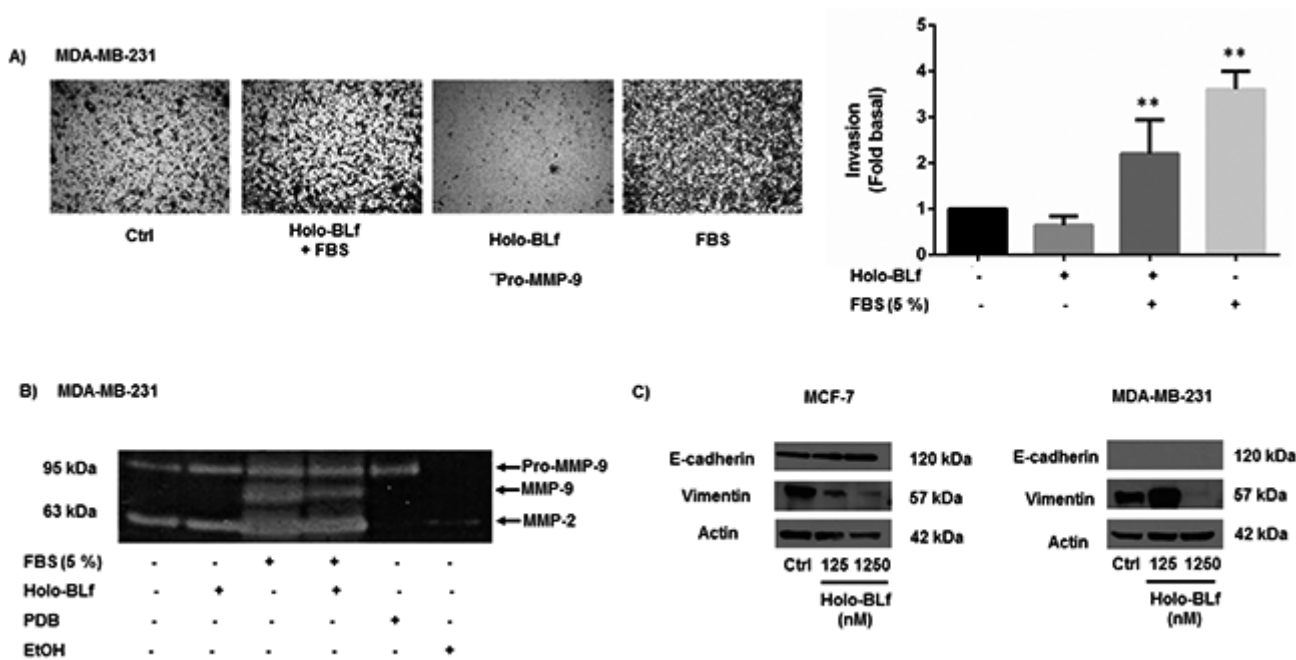 A) MDA-MB-231
Ctrl
Holo-BLf
+ FBS
Holo-BLf
FBS
¯Pro-MMP-9
5
4
3
2
1
0
Invasion
(Fold basal)
**
**
Holo-BLf - + + -
FBS (5 %) - - + +
B) MDA-MB-231
95 kDa
63 kDa
Pro-MMP-9
MMP-9
MMP-2
FBS (5 %) - - + + - -
Holo-BLf - + - + - -
PDB - - - - + -
EtOH - - - - - +
C)
MCF-7
E-cadherin 120 kDa
Vimentin 57 kDa
Actin 42 kDa
Ctrl 125 1250
Holo-BLf
(nM)
MDA-MB-231
E-cadherin 120 kDa
Vimentin 57 kDa
Actin 42 kDa
Ctrl 125 1250
Holo-BLf
(nM)